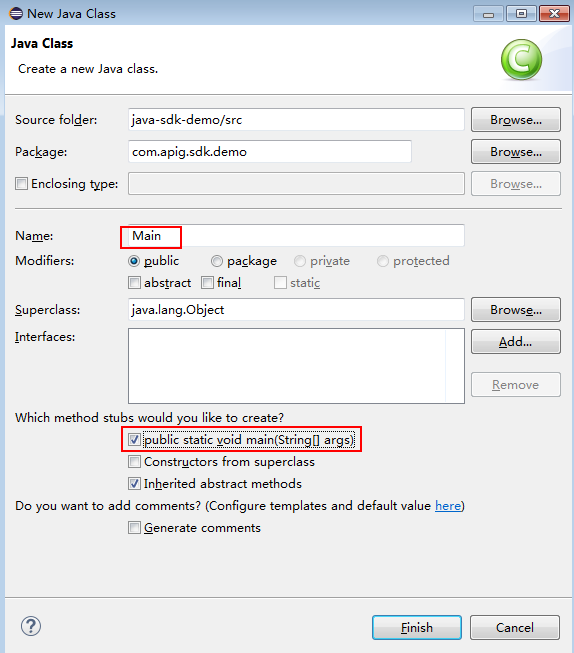 New Java Class
Java Class
Create a new Java class.
C
Source folder: java-sdk-demo/src Browse...
Package: com.apig.sdk.demo Browse...
Enclosing type: Browse...
Name: Main
Modifiers: public package private protected
abstract final static
Superclass: java.lang.Object Browse...
Interfaces: Add...
Remove
Which method stubs would you like to create?
public static void main(String[] args)
Constructors from superclass
Inherited abstract methods
Do you want to add comments? (Configure templates and default value here)
Generate comments
? Finish Cancel